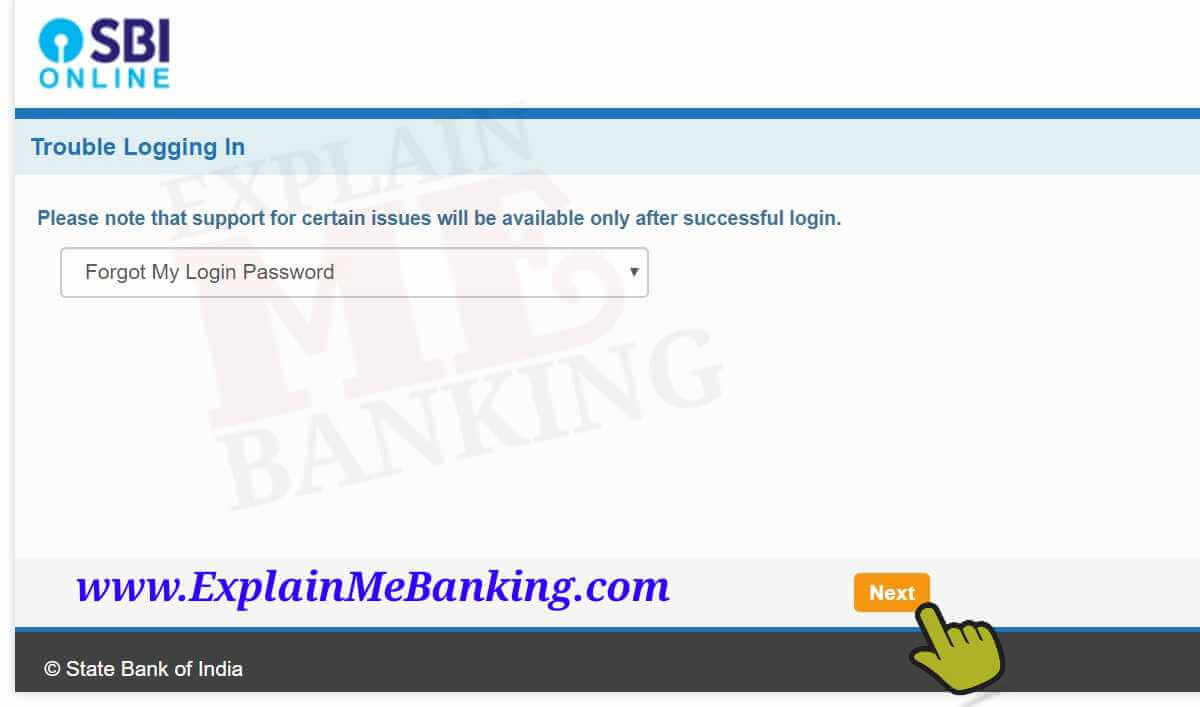 SBI
ONLINE
Trouble Logging In
EXPLAIN
ME
BANKING
Please note that support for certain issues will be available only after successful login.
Forgot My Login Password
www.ExplainMeBanking.com
Next
© State Bank of India